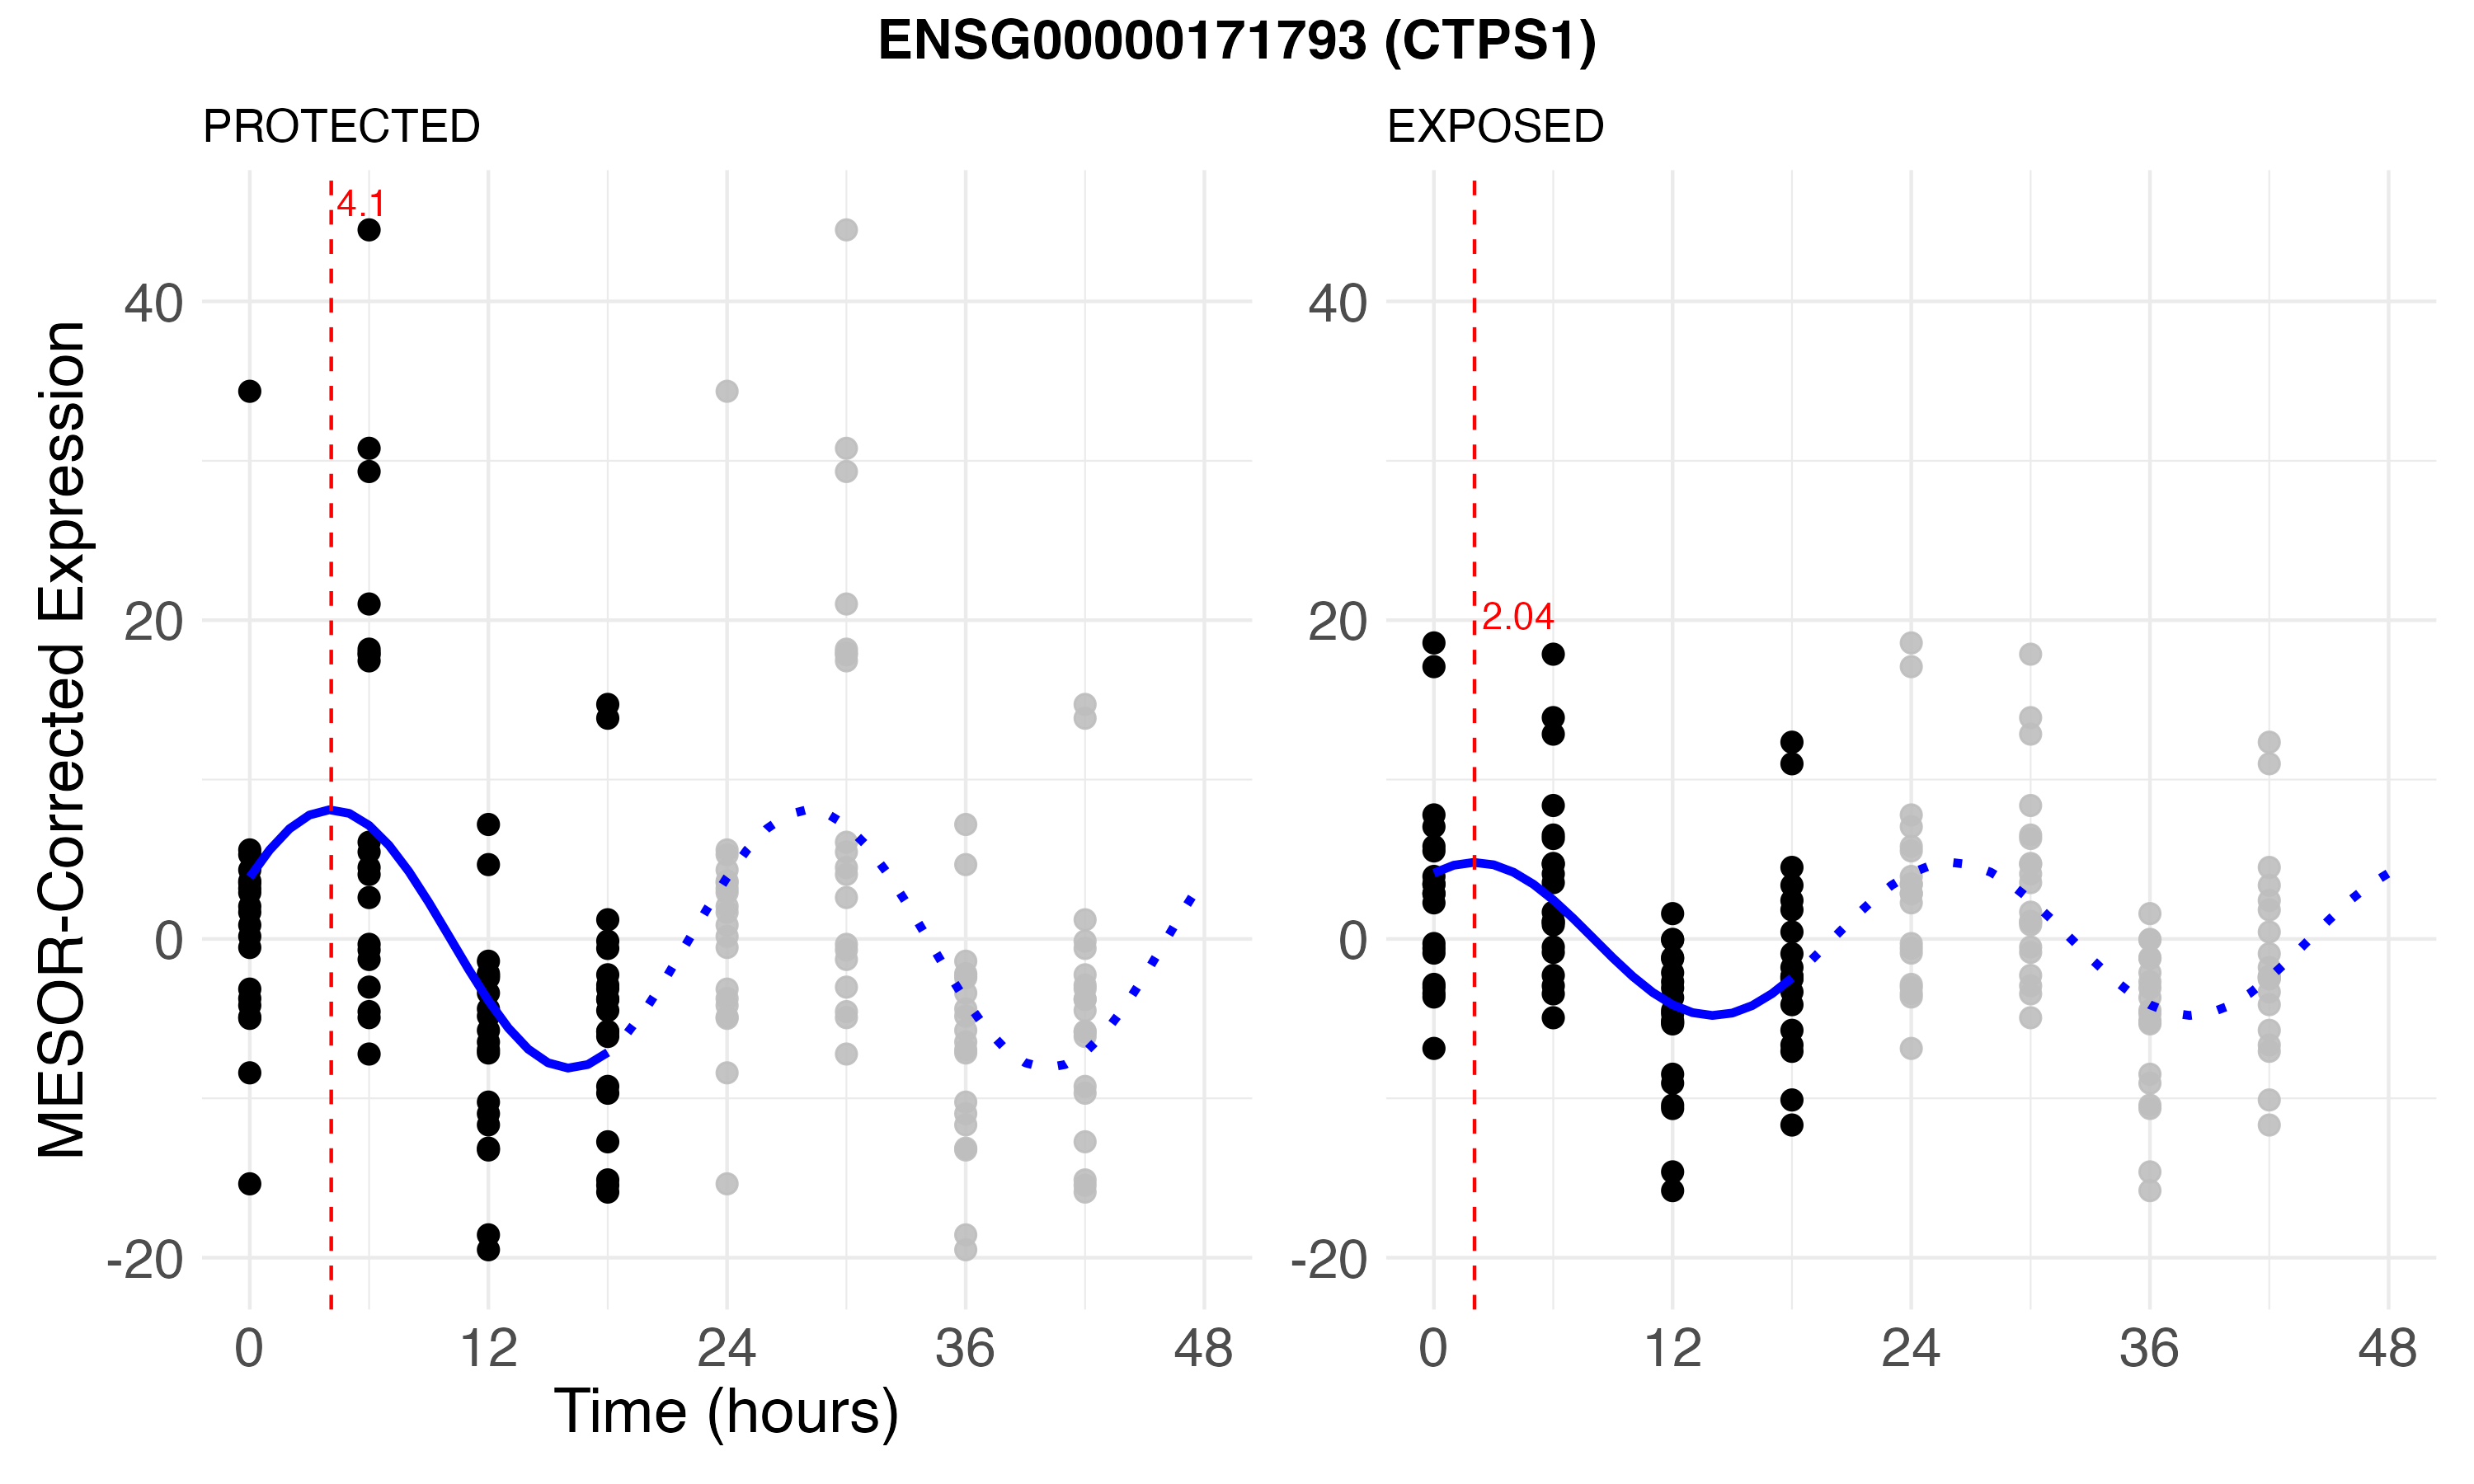 ENSG00000171793 (CTPS1)
PROTECTED
EXPOSED
MESOR-Corrected Expression
40
20
0
-20
4.1
0 12 24 36 48
Time (hours)
40
20
0
-20
2.04
0 12 24 36 48